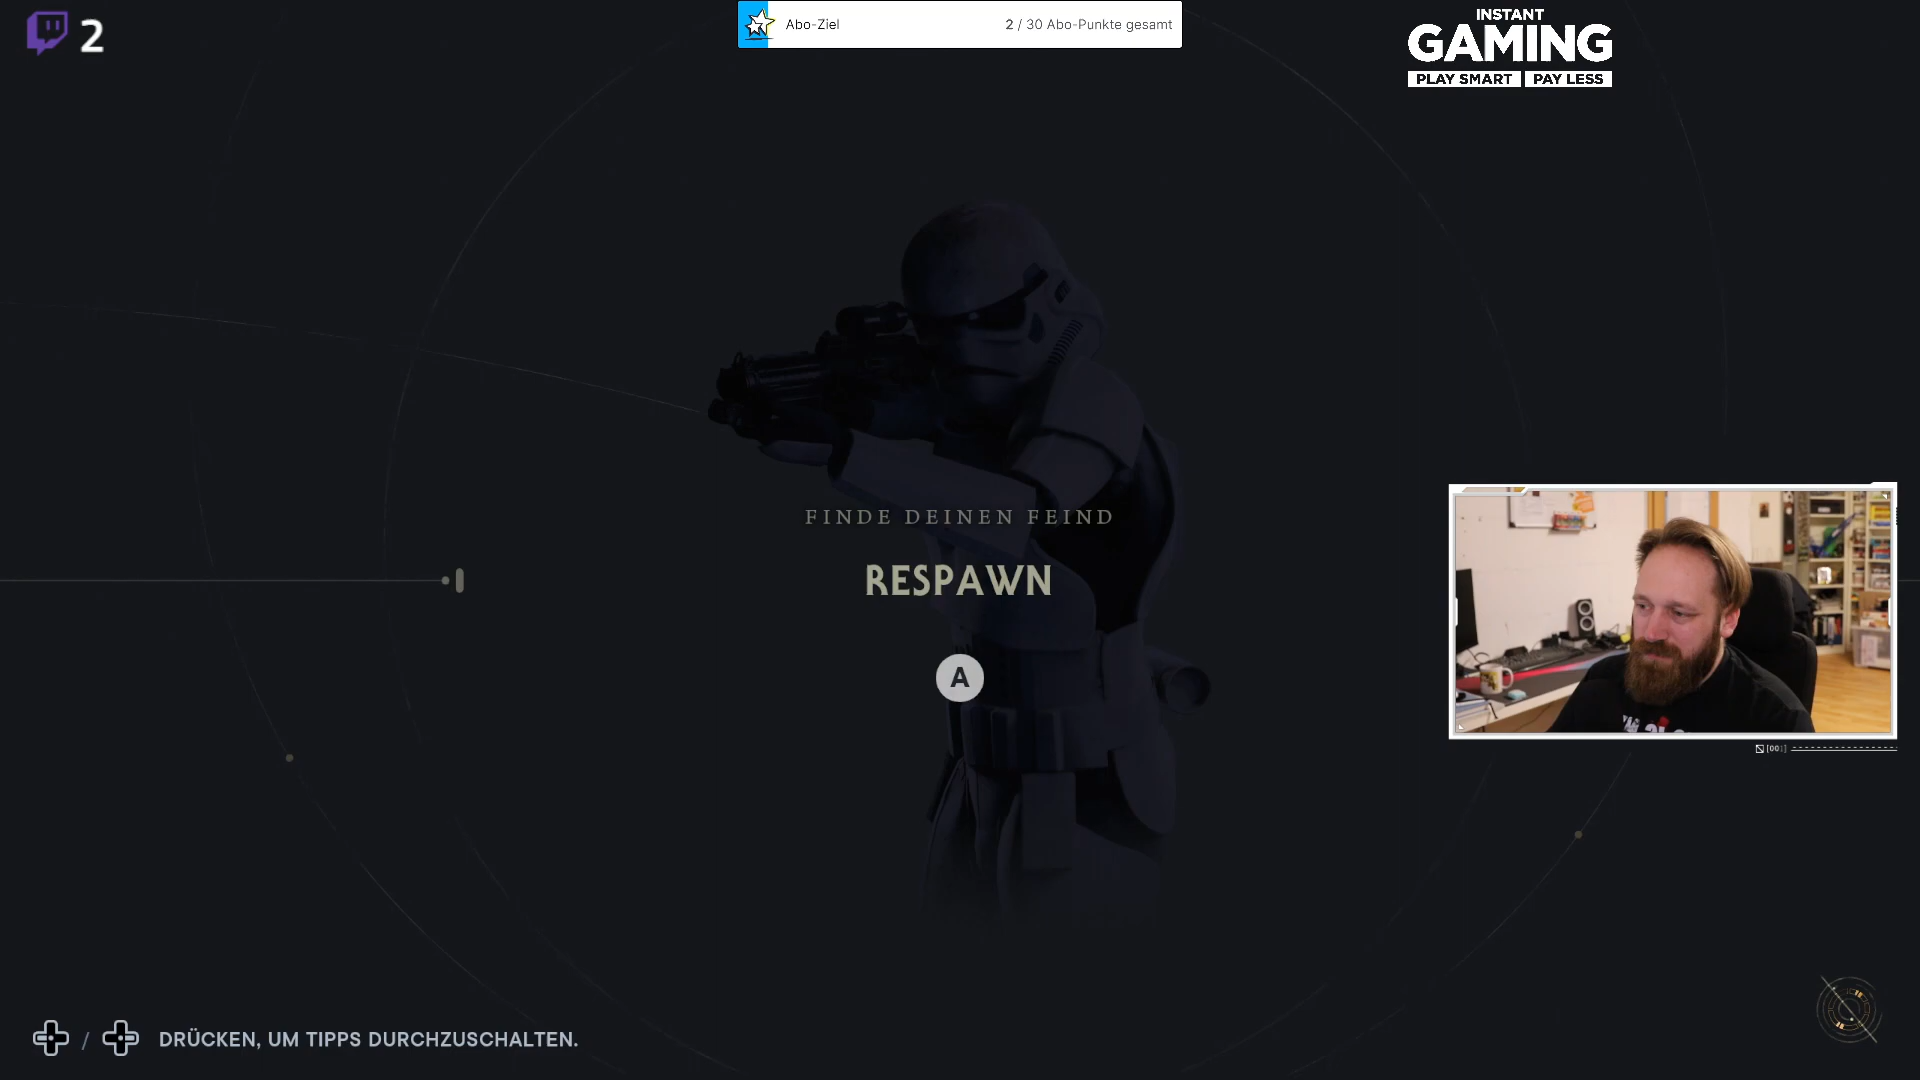 2
Abo-Ziel
2 / 30 Abo-Punkte gesamt
INSTANT
GAMING
PLAY SMART PAY LESS
FINDE DEINEN FEIND
RESPAWN
A
[001]
/ DRÜCKEN, UM TIPPS DURCHZUSCHALTEN.